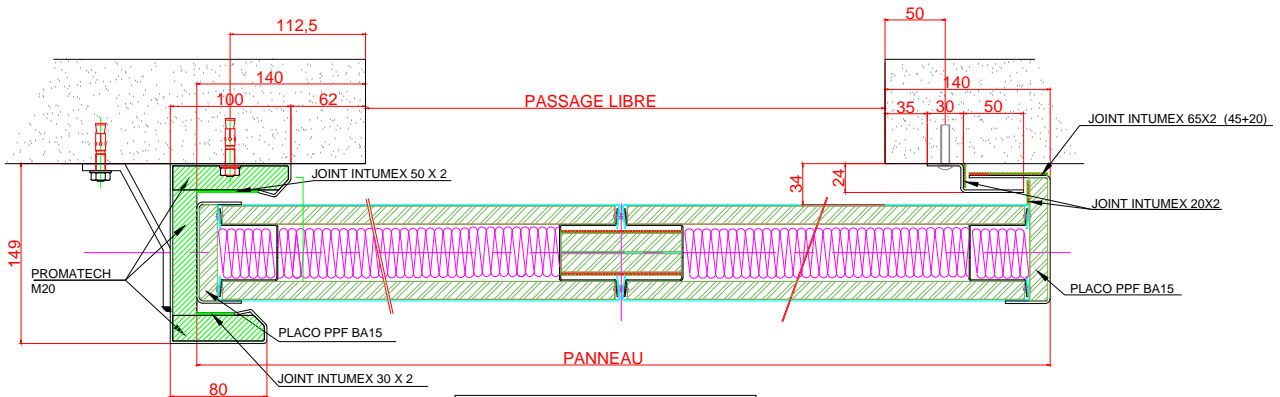 112,5
50
140
140
100
62
PASSAGE LIBRE
35
30
50
JOINT INTUMEX 65X2 (45+20)
JOINT INTUMEX 50 X 2
34
24
JOINT INTUMEX 20X2
149
PROMATECH
M20
PLACO PPF BA15
PLACO PPF BA15
PANNEAU
JOINT INTUMEX 30 X 2
80